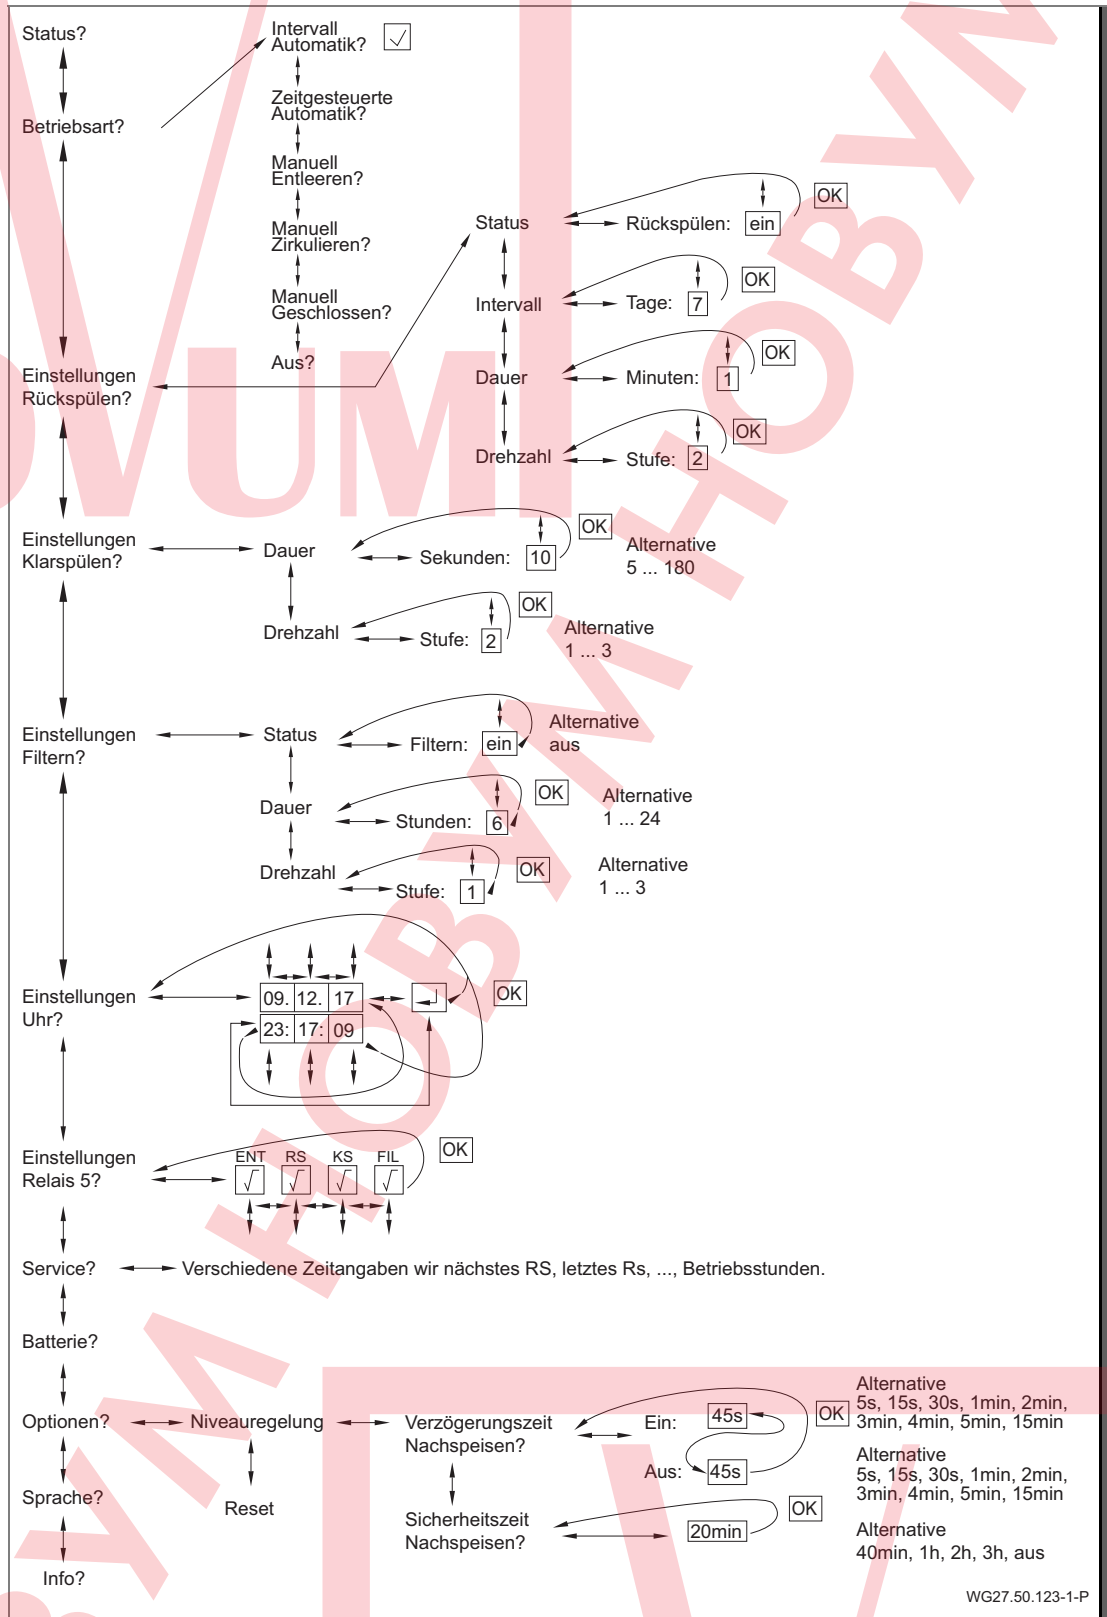 Status?
Betriebsart?
Intervall
Automatik?
Zeitgesteuerte
Automatik?
Manuell
Entleeren?
Manuell
Zirkulieren?
Manuell
Geschlossen?
Aus?
Einstellungen
Rückspülen?
Status
Rückspülen: ein
OK
Intervall
Tage: 7
OK
Dauer
Minuten: 1
OK
Drehzahl
Stufe: 2
OK
Einstellungen
Klarspülen?
Dauer
Sekunden: 10
OK
Alternative
5 ... 180
Drehzahl
Stufe: 2
OK
Alternative
1 ... 3
Einstellungen
Filtern?
Status
Filtern: ein
Alternative
aus
Dauer
Stunden: 6
OK
Alternative
1 ... 24
Drehzahl
Stufe: 1
OK
Alternative
1 ... 3
Einstellungen
Uhr?
09. 12. 17
23: 17: 09
OK
Einstellungen
Relais 5?
ENT RS KS FIL
OK
Service?
Verschiedene Zeitangaben wir nächstes RS, letztes Rs, ..., Betriebsstunden.
Batterie?
Optionen?
Niveauregelung
Reset
Verzögerungszeit
Nachspeisen?
Ein: 45s
Aus: 45s
OK
Alternative
5s, 15s, 30s, 1min, 2min,
3min, 4min, 5min, 15min
Alternative
5s, 15s, 30s, 1min, 2min,
3min, 4min, 5min, 15min
Sprache?
Sicherheitszeit
Nachspeisen?
20min
OK
Alternative
40min, 1h, 2h, 3h, aus
Info?
WG27.50.123-1-P
НОВУМ
НОВУМ